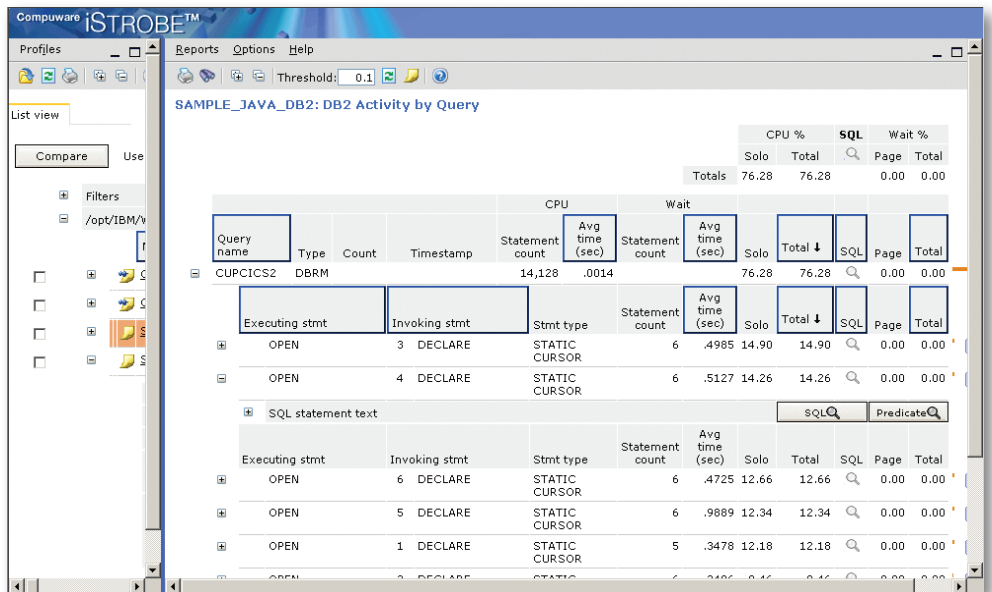 Compuware iSTROBE™
Profiles
Reports Options Help
Threshold: 0.1
List view
SAMPLE_JAVA_DB2: DB2 Activity by Query
Compare Use
CPU % SQL Wait %
Solo Total Page Total
Totals 76.28 76.28 0.00 0.00
Filters
/opt/IBM/
CPU Wait
Query name Type Count Timestamp Statement count Avg time (sec) Statement count Avg time (sec) Solo Total ↓ SQL Page Total
CUPCICS2 DBRM 14,128 .0014 76.28 76.28 0.00 0.00
Executing stmt Invoking stmt Stmt type Statement count Avg time (sec) Solo Total ↓ SQL Page Total
OPEN 3 DECLARE STATIC CURSOR 6 .4985 14.90 14.90 0.00 0.00
OPEN 4 DECLARE STATIC CURSOR 6 .5127 14.26 14.26 0.00 0.00
SQL statement text SQL Predicate
Executing stmt Invoking stmt Stmt type Statement count Avg time (sec) Solo Total SQL Page Total
OPEN 6 DECLARE STATIC CURSOR 6 .4725 12.66 12.66 0.00 0.00
OPEN 5 DECLARE STATIC CURSOR 6 .9889 12.34 12.34 0.00 0.00
OPEN 1 DECLARE STATIC CURSOR 5 .3478 12.18 12.18 0.00 0.00